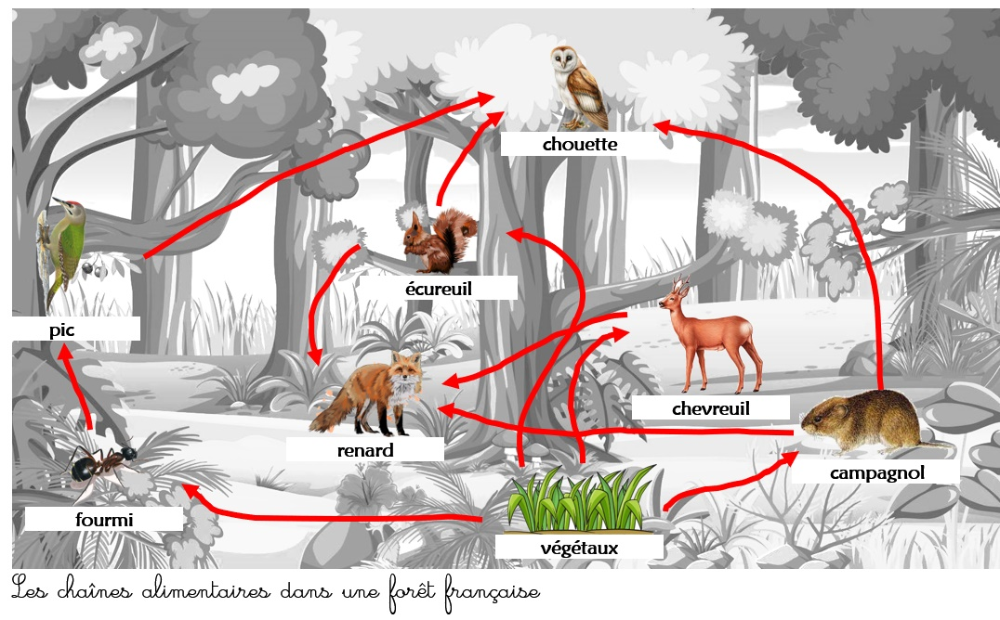 chouette
écureuil
pic
chevreuil
renard
campagnol
fourmi
végétaux
Les chaînes alimentaires dans une forêt française